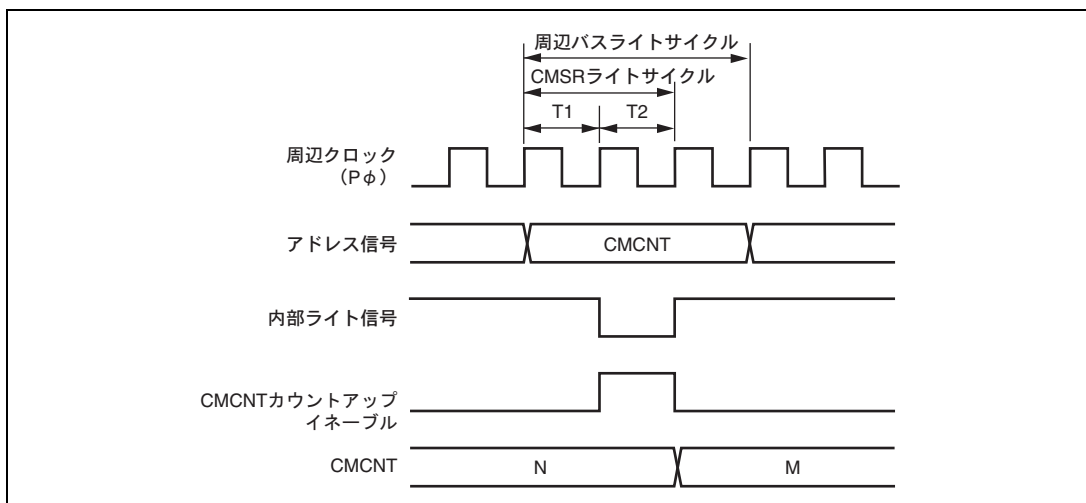 周辺バスライトサイクル
CMSRライトサイクル
T1 T2
周辺クロック
(Pφ)
アドレス信号 CMCNT
内部ライト信号
CMCNTカウントアップ
イネーブル
CMCNT N M